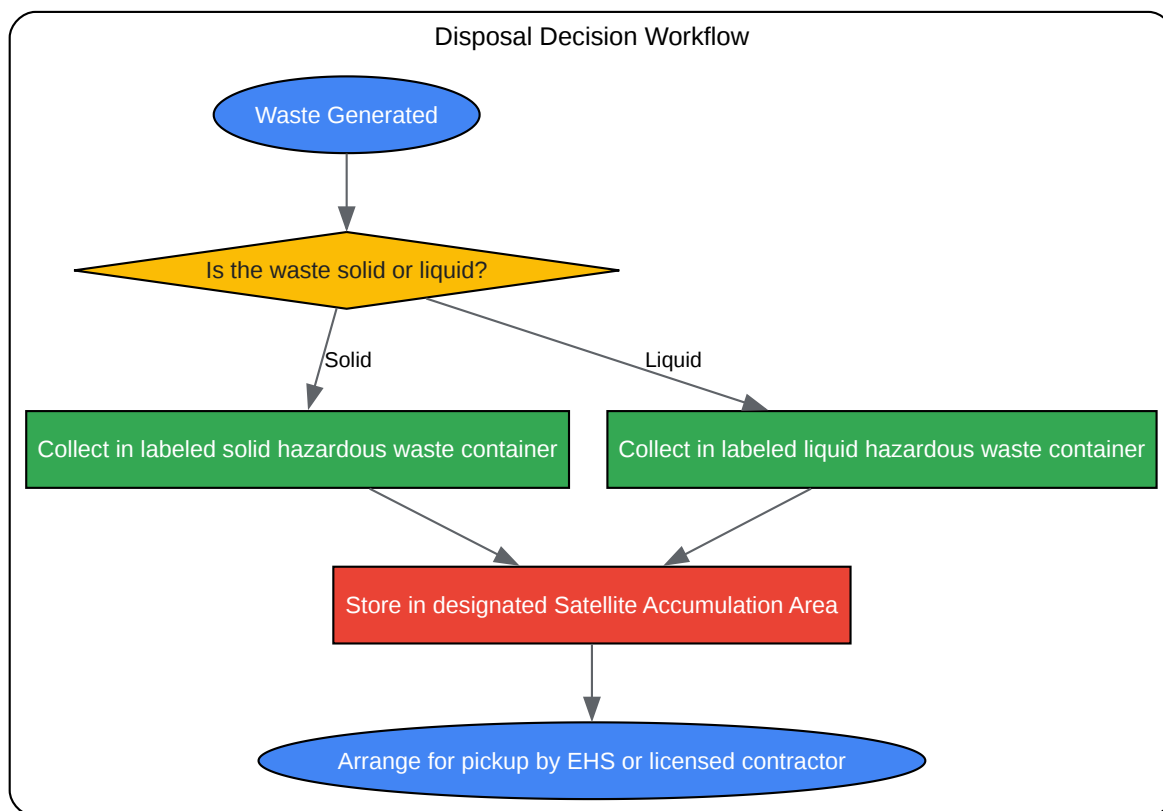 Disposal Decision Workflow
Waste Generated
Is the waste solid or liquid?
Solid
Liquid
Collect in labeled solid hazardous waste container
Collect in labeled liquid hazardous waste container
Store in designated Satellite Accumulation Area
Arrange for pickup by EHS or licensed contractor